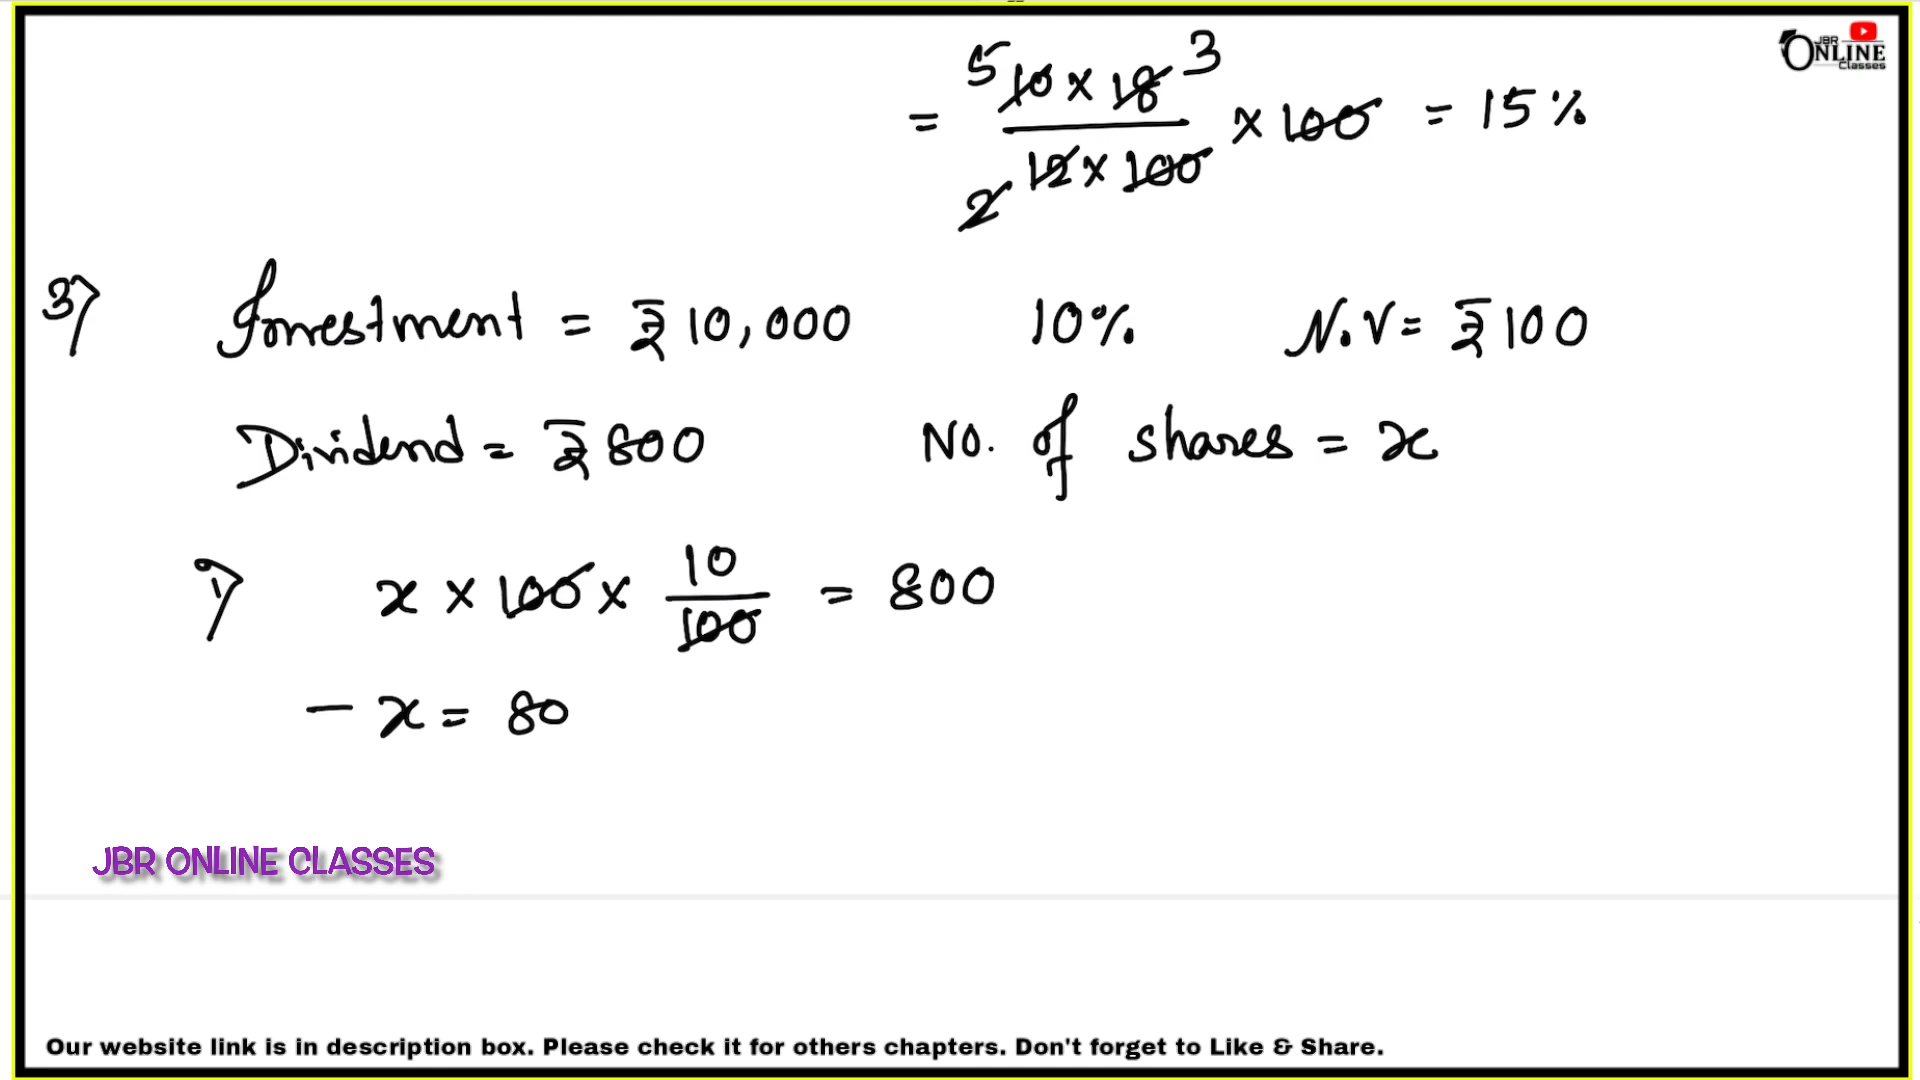 JBR
ONLINE
Classes
= 5 10 x 18 3 / 2 12 x 100 x 100 = 15 %
3) Investment = ₹ 10,000 10% N.V = ₹ 100
Dividend = ₹ 800 No. of shares = x
i) x x 100 x 10/100 = 800
– x = 80
JBR ONLINE CLASSES
Our website link is in description box. Please check it for others chapters. Don't forget to Like & Share.